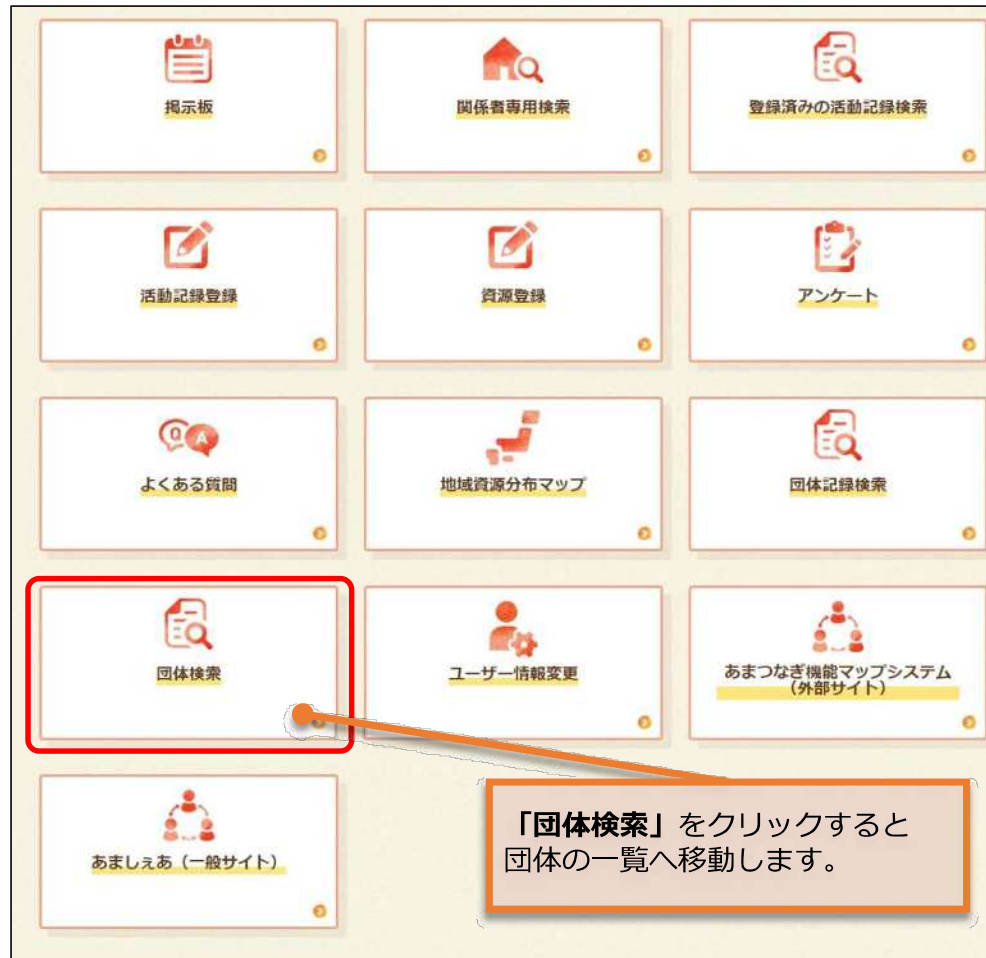 掲示板
関係者専用検索
登録済みの活動記録検索
活動記録登録
資源登録
アンケート
Q A
よくある質問
地域資源分布マップ
団体記録検索
団体検索
ユーザー情報変更
あまつなぎ機能マップシステム
（外部サイト）
あましぇあ（一般サイト）
「団体検索」をクリックすると
団体の一覧へ移動します。